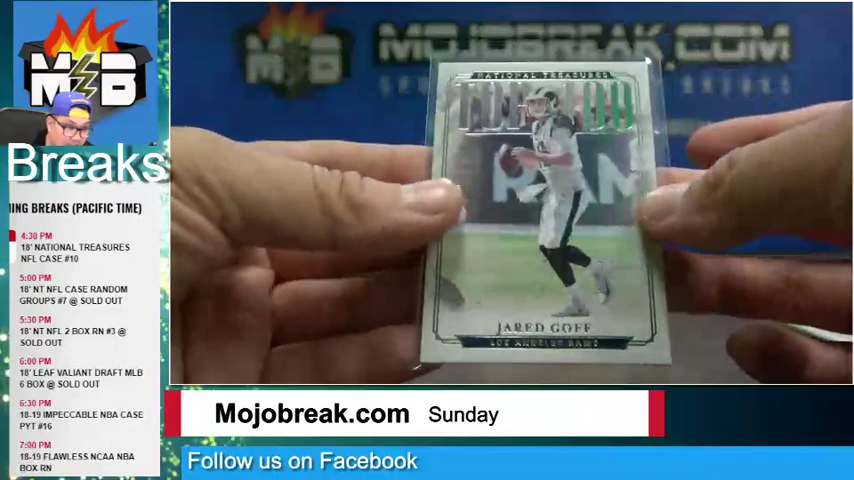 MB
Breaks
ING BREAKS (PACIFIC TIME)
4:30 PM
18' NATIONAL TREASURES
NFL CASE #10
5:00 PM
18' NT NFL CASE RANDOM
GROUPS #7 @ SOLD OUT
5:30 PM
18' NT NFL 2 BOX RN #3 @
SOLD OUT
6:00 PM
18' LEAF VALIANT DRAFT MLB
6 BOX @ SOLD OUT
6:30 PM
18-19 IMPECCABLE NBA CASE
PYT #16
7:00 PM
18-19 FLAWLESS NCAA NBA
BOX RN
MB MOJOBREAK.COM
BREAKS
NATIONAL TREASURES
RAM
JARED GOFF
LOS ANGELES RAMS
Mojobreak.com Sunday
Follow us on Facebook